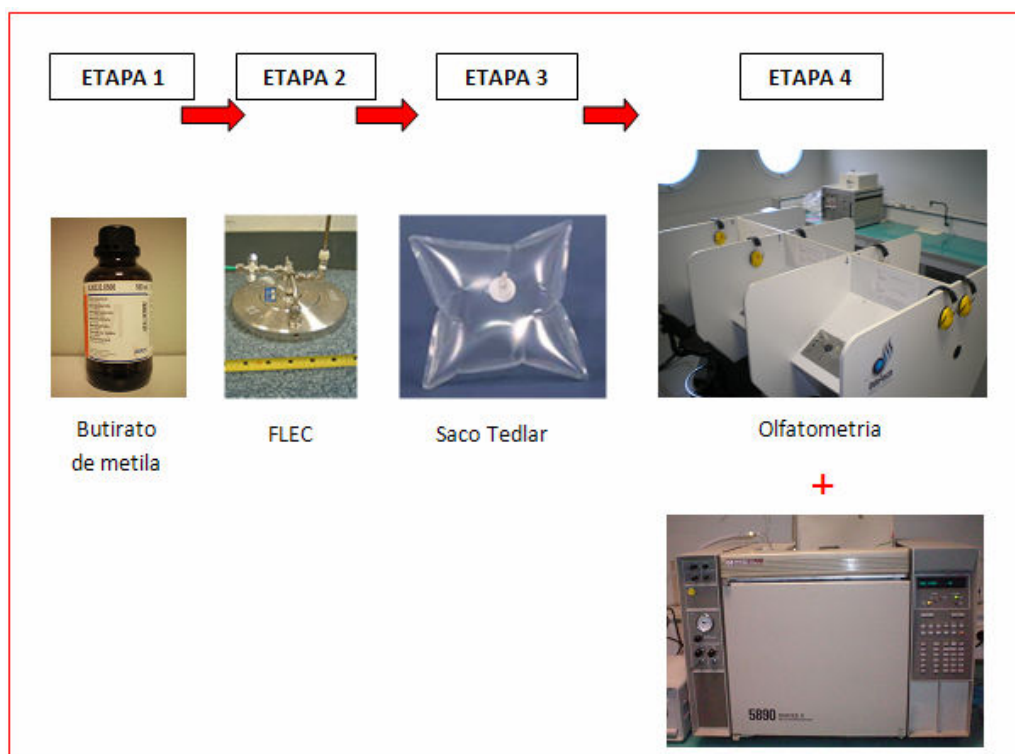 ETAPA 1
ETAPA 2
ETAPA 3
ETAPA 4
Butirato
de metila
FLEC
Saco Tedlar
Olfatometria
+
5890